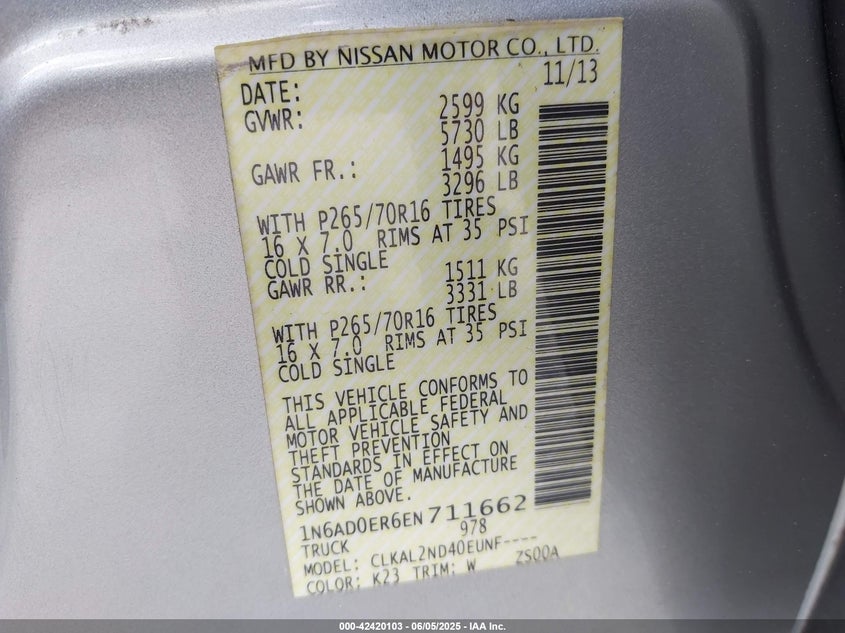 MFD BY NISSAN MOTOR CO., LTD.
DATE: 11/13
GVWR: 2599 KG
5730 LB
GAWR FR.: 1495 KG
3296 LB
WITH P265/70R16 TIRES
16 X 7.0 RIMS AT 35 PSI
COLD SINGLE
GAWR RR.: 1511 KG
3331 LB
WITH P265/70R16 TIRES
16 X 7.0 RIMS AT 35 PSI
COLD SINGLE
THIS VEHICLE CONFORMS TO
ALL APPLICABLE FEDERAL
MOTOR VEHICLE SAFETY AND
THEFT PREVENTION
STANDARDS IN EFFECT ON
THE DATE OF MANUFACTURE
SHOWN ABOVE.
1N6AD0ER6EN711662
TRUCK 978
MODEL: CLKAL2ND40EUNF----
COLOR: K23 TRIM: W ZS00A
000-42420103 - 06/05/2025 - IAA Inc.